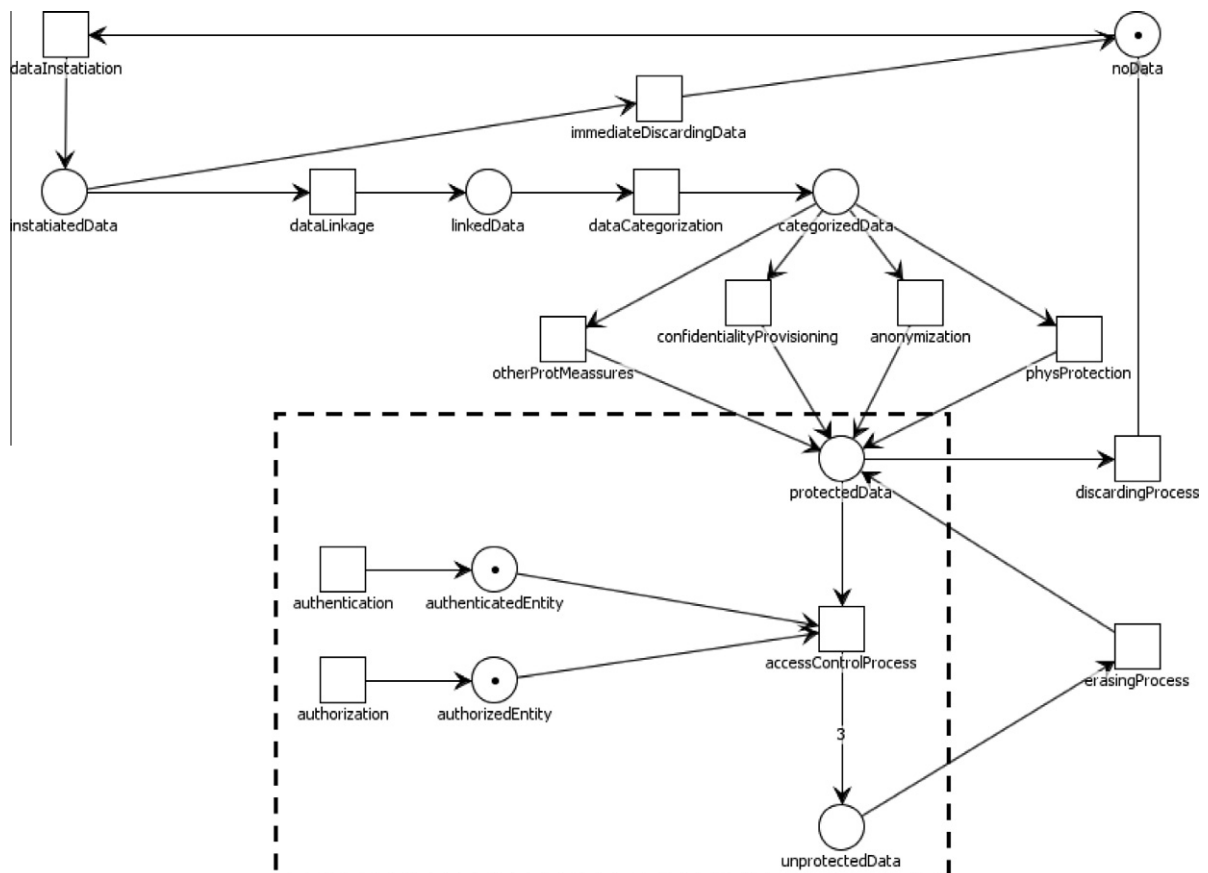 dataInstatiation
noData
immediateDiscardingData
instatiatedData
dataLinkage
linkedData
dataCategorization
categorizedData
confidentialityProvisioning
anonymization
otherProtMeassures
physProtection
protectedData
discardingProcess
authentication
authenticatedEntity
accessControlProcess
erasingProcess
authorization
authorizedEntity
3
unprotectedData